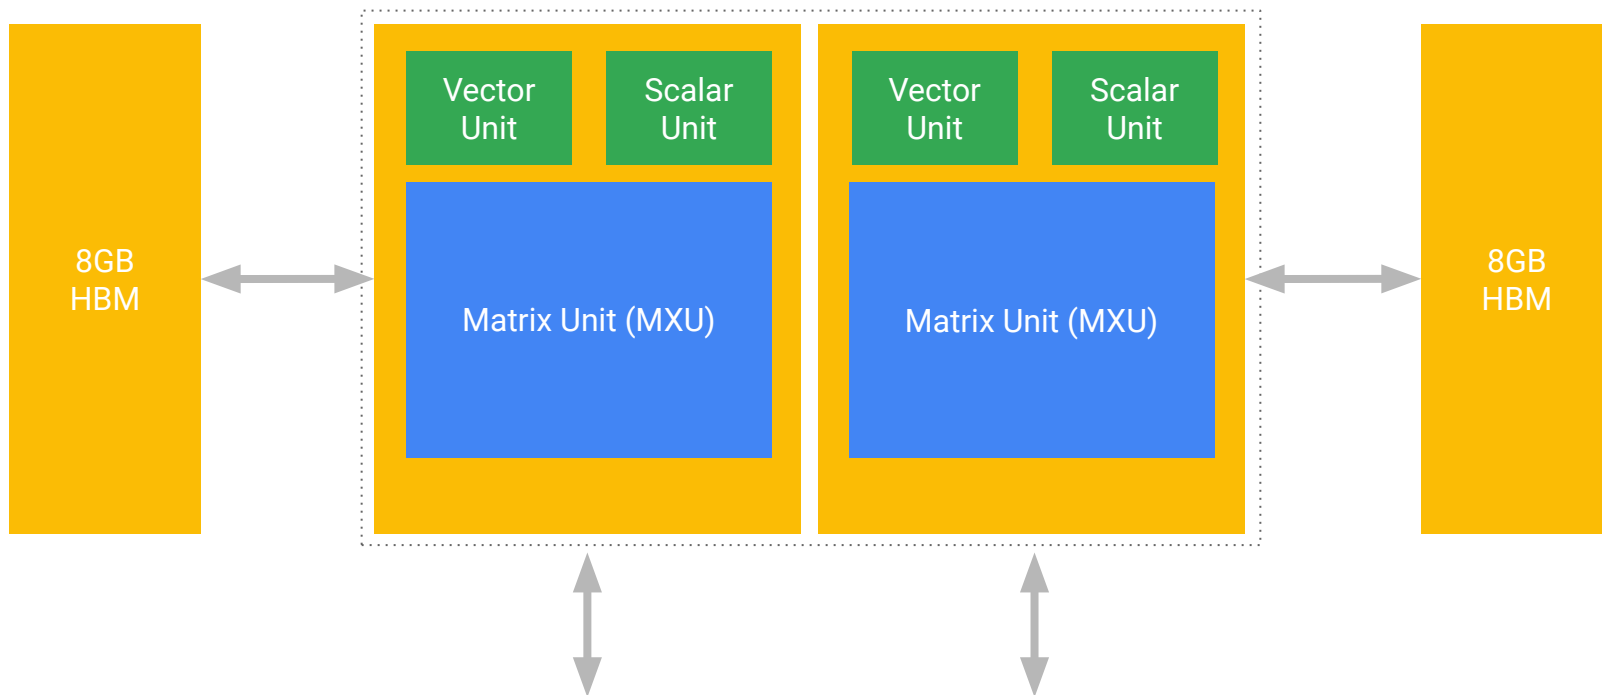 8GB
HBM
Vector
Unit
Scalar
Unit
Matrix Unit (MXU)
Vector
Unit
Scalar
Unit
Matrix Unit (MXU)
8GB
HBM